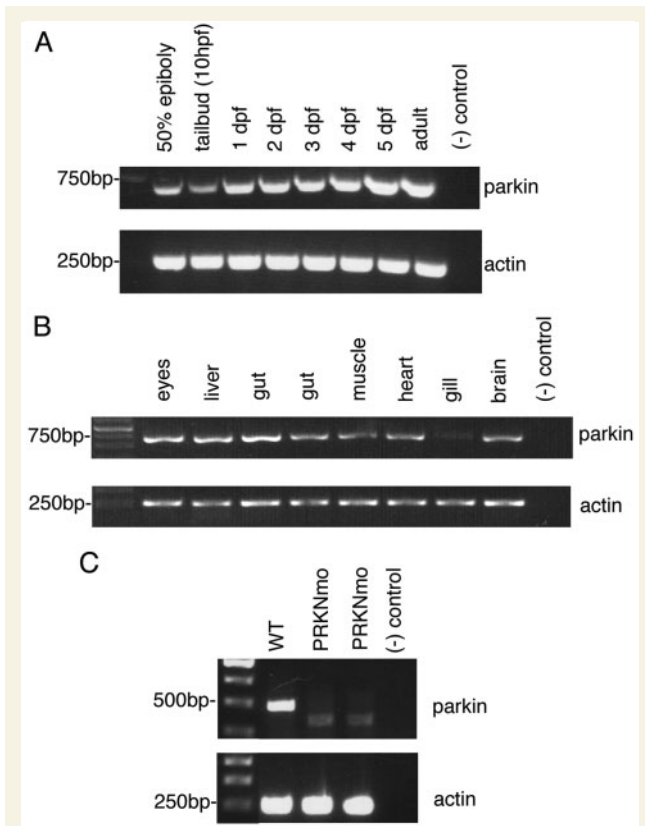 A
50% epiboly
tailbud (10hpf)
1 dpf
2 dpf
3 dpf
4 dpf
5 dpf
adult
(-) control
750bp-
parkin
250bp-
actin
B
eyes
liver
gut
gut
muscle
heart
gill
brain
(-) control
750bp-
parkin
250bp-
actin
C
WT
PRKNmo
PRKNmo
(-) control
500bp-
parkin
250bp-
actin